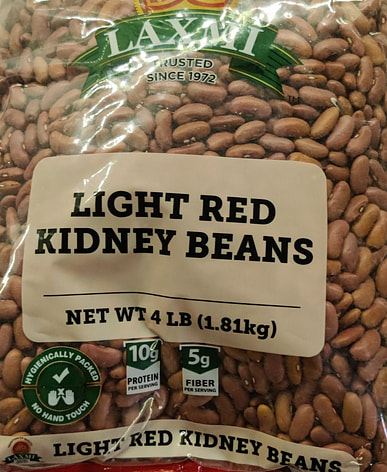 LAXMI
TRUSTED
SINCE 1972
LIGHT RED
KIDNEY BEANS
NET WT 4 LB (1.81kg)
HYGIENICALLY PACKED
NO HAND TOUCH
10g
PROTEIN
PER SERVING
5g
FIBER
PER SERVING
LAXMI
LIGHT RED KIDNEY BEANS